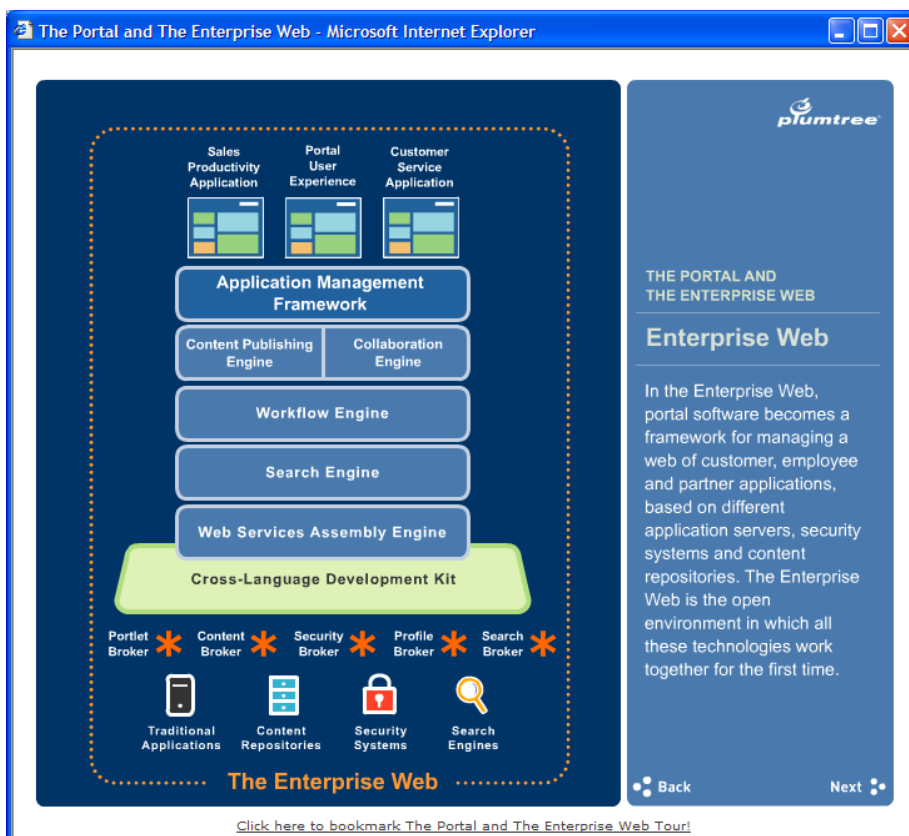 The Portal and The Enterprise Web - Microsoft Internet Explorer
Sales
Productivity
Application
Portal
User
Experience
Customer
Service
Application
Application Management
Framework
Content Publishing
Engine
Collaboration
Engine
Workflow Engine
Search Engine
Web Services Assembly Engine
Cross-Language Development Kit
Portlet
Broker
Content
Broker
Security
Broker
Profile
Broker
Search
Broker
Traditional
Applications
Content
Repositories
Security
Systems
Search
Engines
The Enterprise Web
plumtree
THE PORTAL AND
THE ENTERPRISE WEB
Enterprise Web
In the Enterprise Web,
portal software becomes a
framework for managing a
web of customer, employee
and partner applications,
based on different
application servers, security
systems and content
repositories. The Enterprise
Web is the open
environment in which all
these technologies work
together for the first time.
Back
Next
Click here to bookmark The Portal and The Enterprise Web Tour!